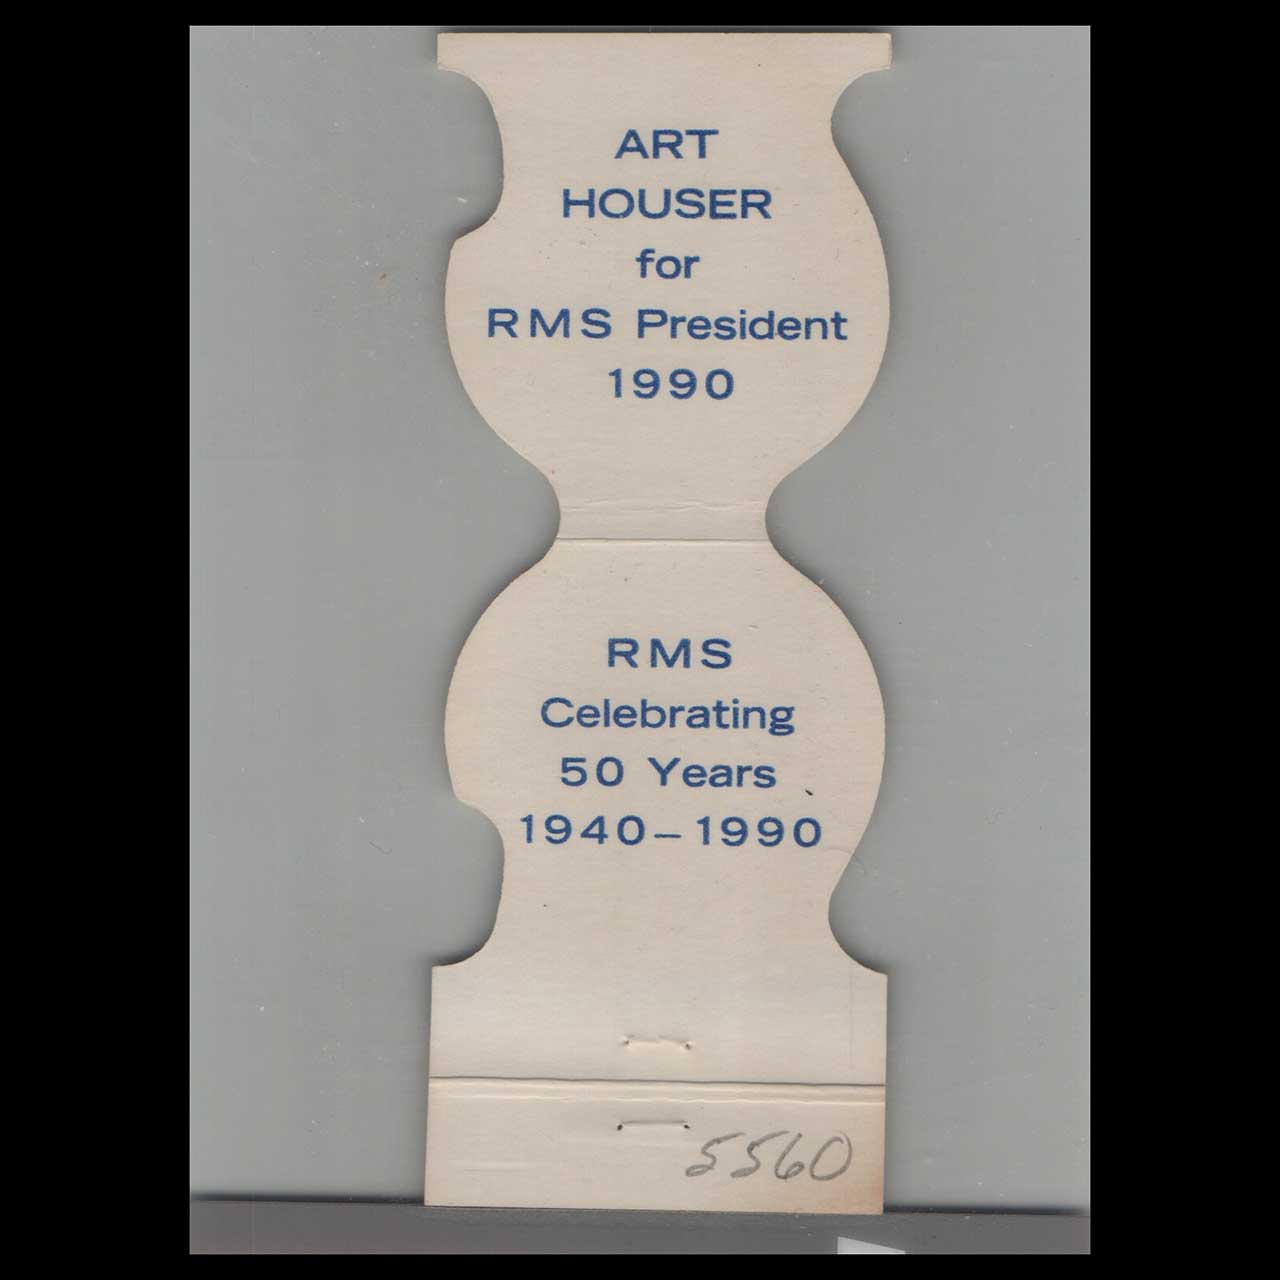 ART
HOUSER
for
RMS President
1990
RMS
Celebrating
50 Years
1940-1990
5560